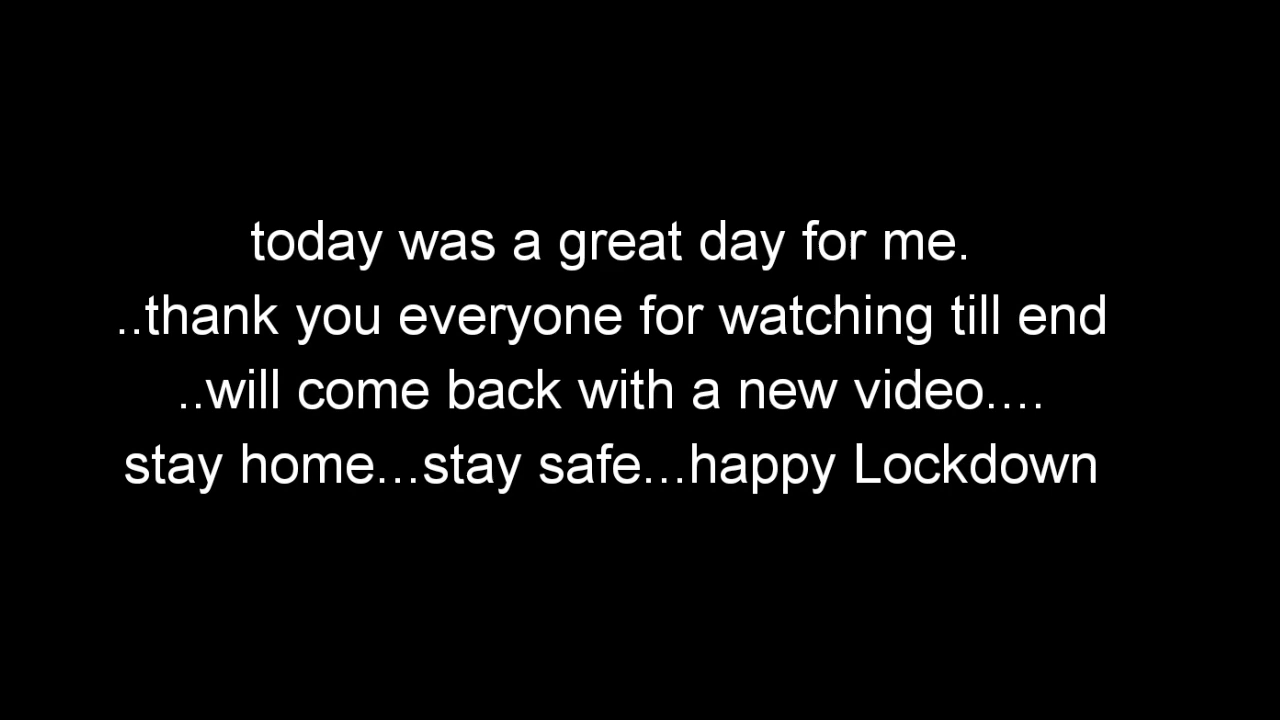 today was a great day for me.
..thank you everyone for watching till end
..will come back with a new video....
stay home...stay safe...happy Lockdown